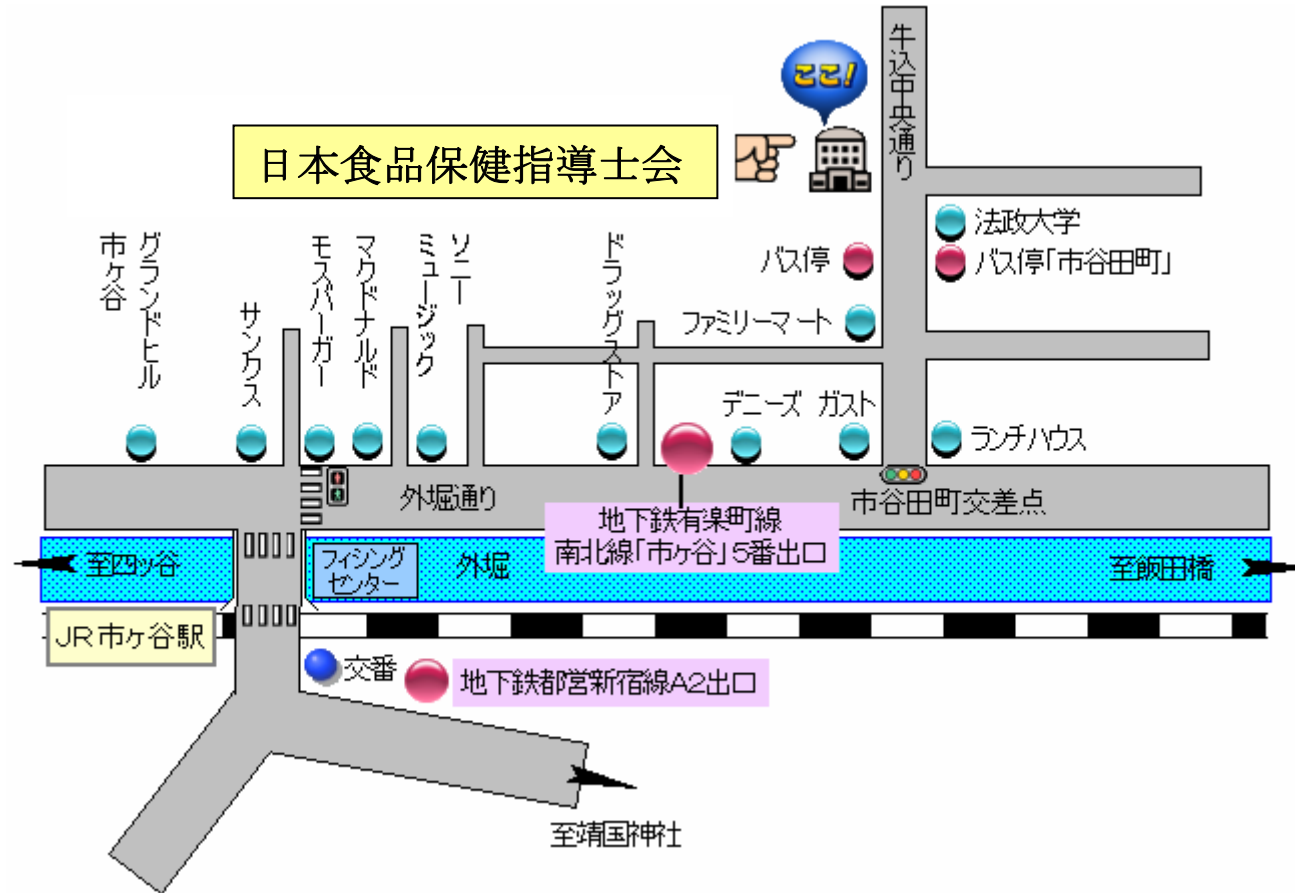 ここ!
牛込中央通り
日本食品保健指導士会
法政大学
バス停
バス停「市谷田町」
グランドヒル
市ヶ谷
サンクス
モスバーガー
マクドナルド
ソニー
ミュージック
ドラッグストア
ファミリーマート
デニーズ
ガスト
ランチハウス
外堀通り
市谷田町交差点
地下鉄有楽町線
南北線「市ヶ谷」5番出口
至四ッ谷
フィシング
センター
外堀
至飯田橋
JR市ヶ谷駅
交番
地下鉄都営新宿線A2出口
至靖国神社